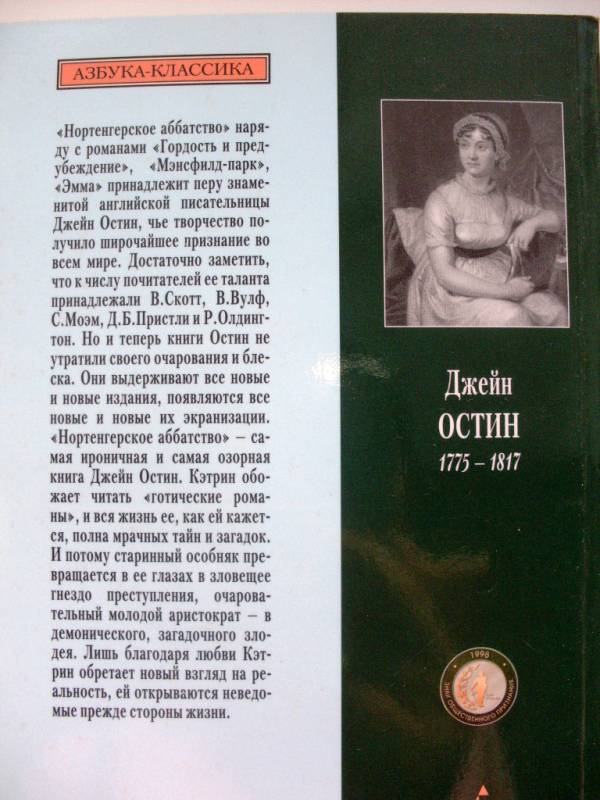 АЗБУКА-КЛАССИКА
«Нортенгерское аббатство» наря-
ду с романами «Гордость и пред-
убеждение», «Мэнсфилд-парк»,
«Эмма» принадлежит перу знаме-
нитой английской писательницы
Джейн Остин, чье творчество по-
лучило широчайшее признание во
всем мире. Достаточно заметить,
что к числу почитателей ее таланта
принадлежали В.Скотт, В.Вулф,
С.Моэм, Д.Б.Пристли и Р.Олдинг-
тон. Но и теперь книги Остин не
утратили своего очарования и бле-
ска. Они выдерживают все новые
и новые издания, появляются все
новые и новые их экранизации.
«Нортенгерское аббатство» – са-
мая ироничная и самая озорная
книга Джейн Остин. Кэтрин обо-
жает читать «готические рома-
ны», и вся жизнь ее, как ей кажет-
ся, полна мрачных тайн и загадок.
И потому старинный особняк пре-
вращается в ее глазах в зловещее
гнездо преступления, очарова-
тельный молодой аристократ – в
демонического, загадочного зло-
дея. Лишь благодаря любви Кэт-
рин обретает новый взгляд на ре-
альность, ей открываются неведо-
мые прежде стороны жизни.
Джейн
ОСТИН
1775 – 1817
1998
ЗНАК ОБЩЕСТВЕННОГО ПРИЗНАНИЯ